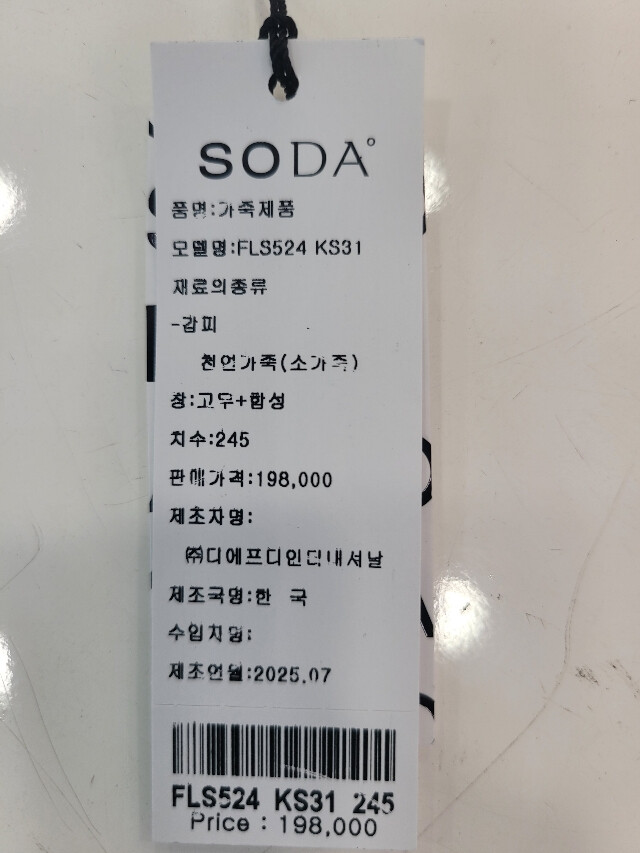 SODA
품명:가죽제품
모델명:FLS524 KS31
재료의종류
-갑피
천연가죽(소가죽)
창:고무+합성
치수:245
판매가격:198,000
제조자명:
㈜디에프디인터내셔날
제조국명:한 국
수입자명:
제조연월:2025.07
FLS524 KS31 245
Price : 198,000